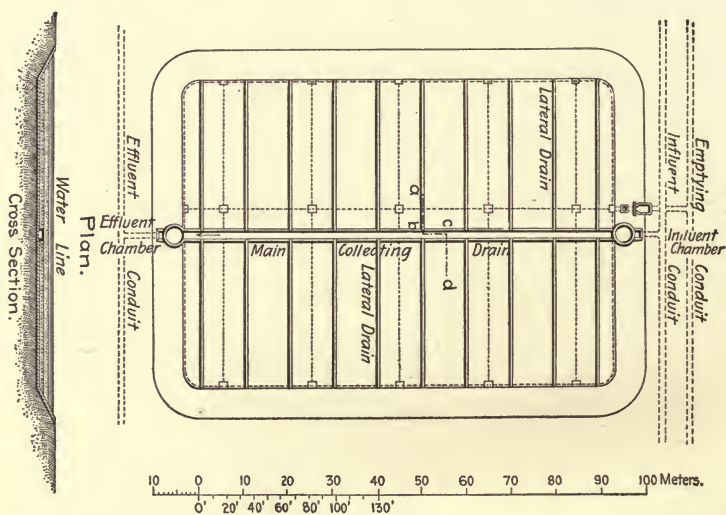 Cross Section.
Water Line
Plan.
Effluent
Conduit
Effluent
Chamber
Lateral Drain
Influent
Emptying
a
b
c
d
Main Collecting Drain
Lateral Drain
Influent
Chamber
Conduit
Conduit
10 0 10 20 30 40 50 60 70 80 90 100 Meters.
0' 20' 40' 60' 80' 100' 130'